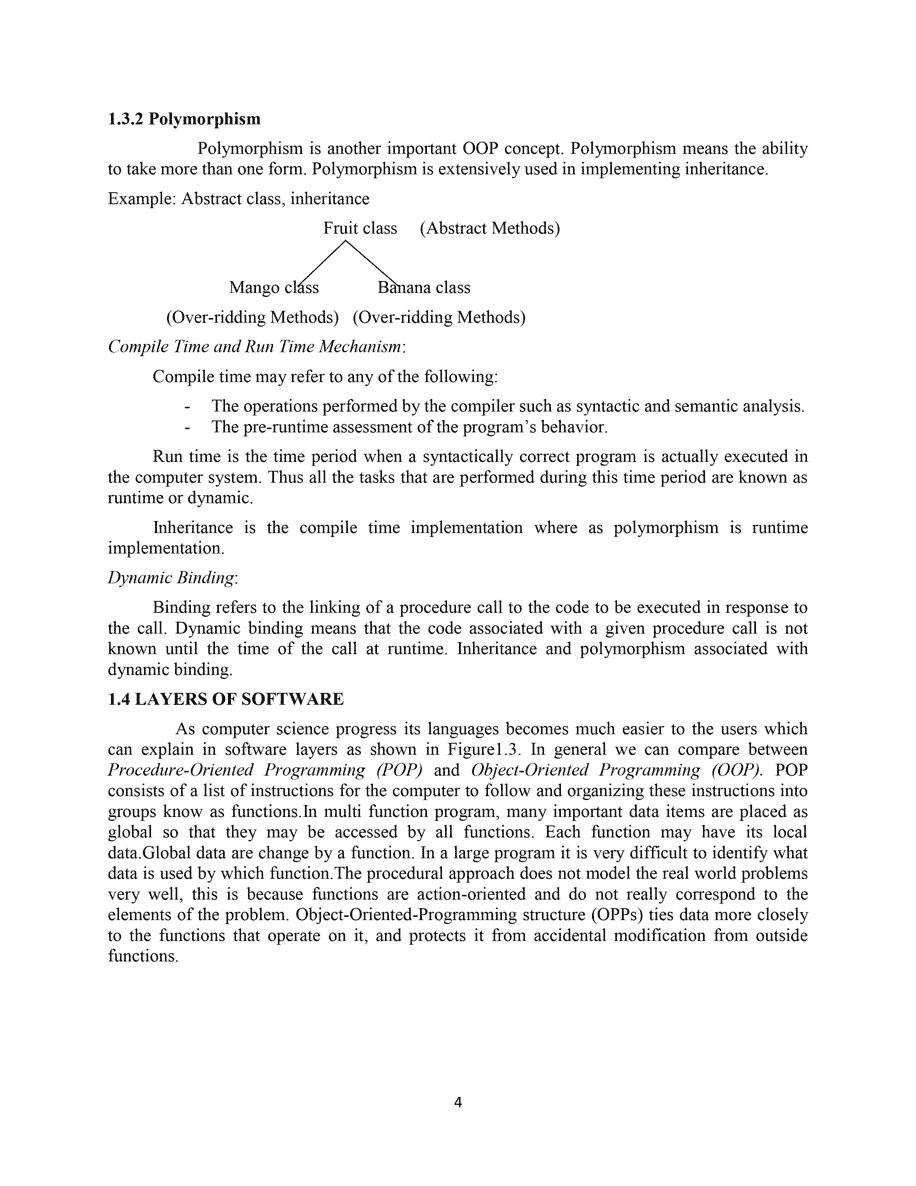 1.3.2 Polymorphism
Polymorphism is another important OOP concept. Polymorphism means the ability
to take more than one form. Polymorphism is extensively used in implementing inheritance.
Example: Abstract class, inheritance
Fruit class (Abstract Methods)
Mango class Banana class
(Over-ridding Methods) (Over-ridding Methods)
Compile Time and Run Time Mechanism:
Compile time may refer to any of the following:
- The operations performed by the compiler such as syntactic and semantic analysis.
- The pre-runtime assessment of the program’s behavior.
Run time is the time period when a syntactically correct program is actually executed in
the computer system. Thus all the tasks that are performed during this time period are known as
runtime or dynamic.
Inheritance is the compile time implementation where as polymorphism is runtime
implementation.
Dynamic Binding:
Binding refers to the linking of a procedure call to the code to be executed in response to
the call. Dynamic binding means that the code associated with a given procedure call is not
known until the time of the call at runtime. Inheritance and polymorphism associated with
dynamic binding.
1.4 LAYERS OF SOFTWARE
As computer science progress its languages becomes much easier to the users which
can explain in software layers as shown in Figure1.3. In general we can compare between
Procedure-Oriented Programming (POP) and Object-Oriented Programming (OOP). POP
consists of a list of instructions for the computer to follow and organizing these instructions into
groups know as functions.In multi function program, many important data items are placed as
global so that they may be accessed by all functions. Each function may have its local
data.Global data are change by a function. In a large program it is very difficult to identify what
data is used by which function.The procedural approach does not model the real world problems
very well, this is because functions are action-oriented and do not really correspond to the
elements of the problem. Object-Oriented-Programming structure (OPPs) ties data more closely
to the functions that operate on it, and protects it from accidental modification from outside
functions.
4